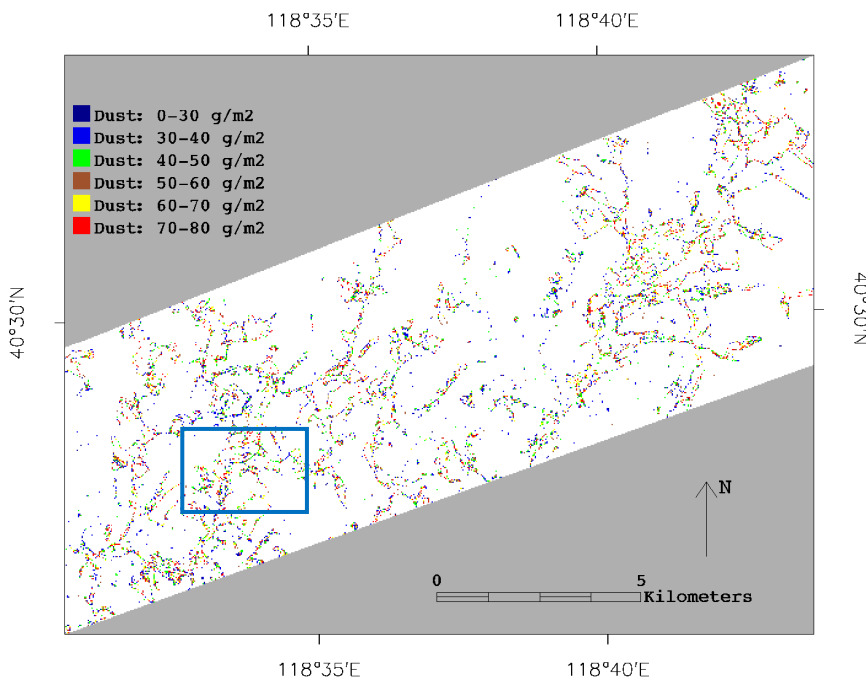 118°35′E 118°40′E
Dust: 0-30 g/m2
Dust: 30-40 g/m2
Dust: 40-50 g/m2
Dust: 50-60 g/m2
Dust: 60-70 g/m2
Dust: 70-80 g/m2
40°30′N
40°30′N
N
0 5
Kilometers
118°35′E 118°40′E